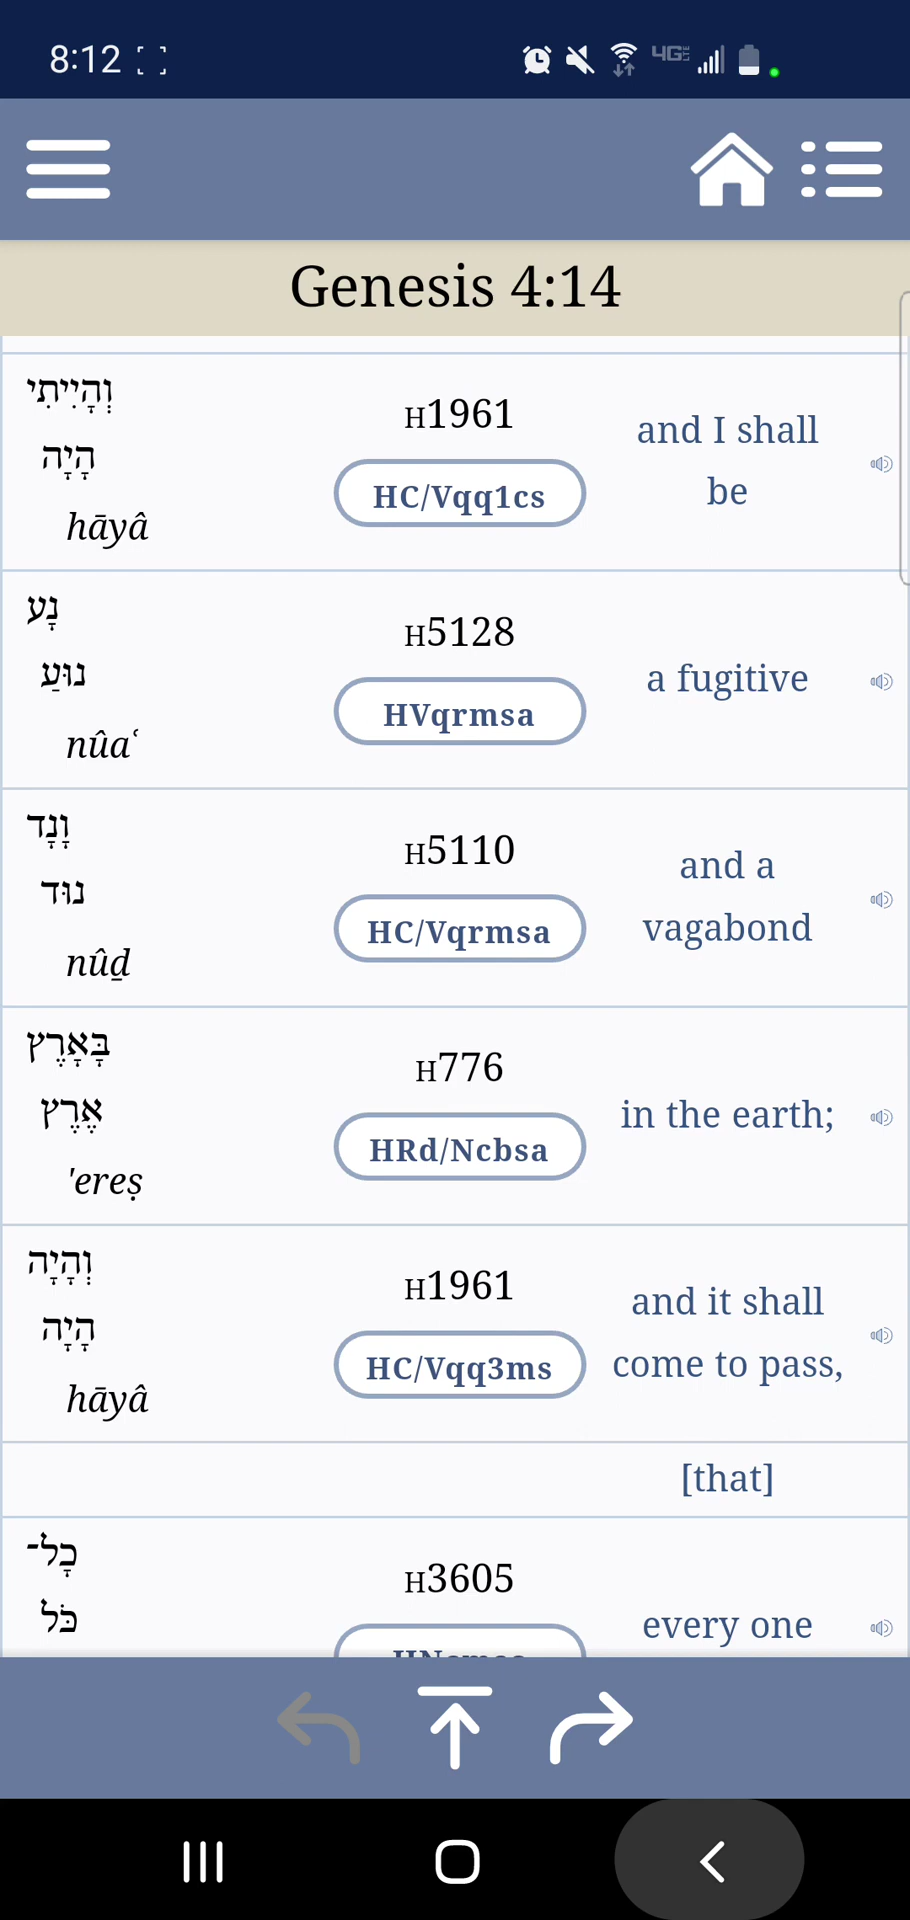 8:12
4G
Genesis 4:14
וְהָיִיתִי
הָיָה
hāyâ
H1961
HC/Vqq1cs
and I shall
be
נָע
נוּעַ
nûaʿ
H5128
HVqrmsa
a fugitive
וָנָד
נוּד
nûḏ
H5110
HC/Vqrmsa
and a
vagabond
בָּאָרֶץ
אֶרֶץ
'ereṣ
H776
HRd/Ncbsa
in the earth;
וְהָיָה
הָיָה
hāyâ
H1961
HC/Vqq3ms
and it shall
come to pass,
[that]
כָל־
כֹּל
H3605
every one